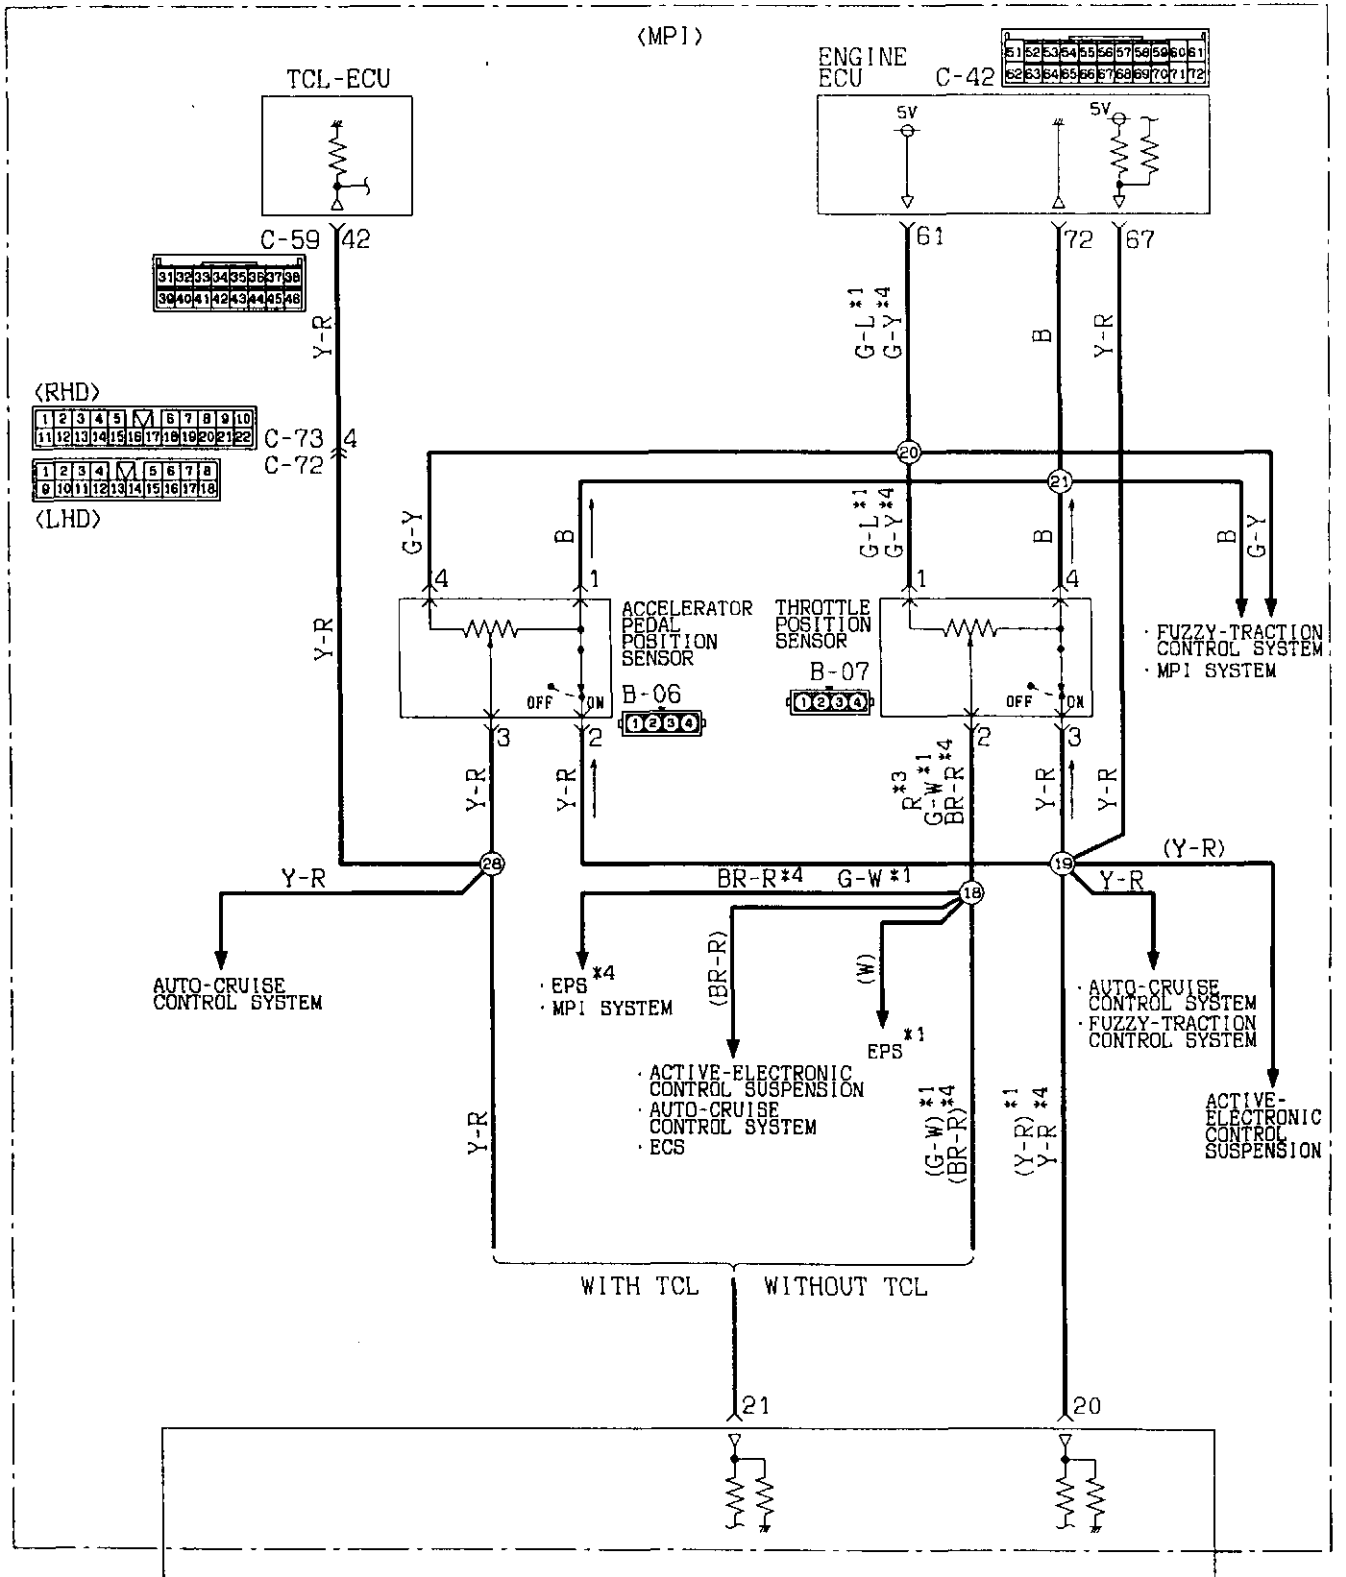 〈MPI〉
ENGINE
ECU
C-42
51 52 53 54 55 56 57 58 59 60 61
62 63 64 65 66 67 68 69 70 71 72
TCL-ECU
5V
5V
C-59
42
61
72
67
31 32 33 34 35 36 37 38
39 40 41 42 43 44 45 46
Y-R
G-L*1
G-Y*4
B
Y-R
〈RHD〉
1 2 3 4 5 6 7 8 9 10
11 12 13 14 15 16 17 18 19 20 21 22
C-73
4
C-72
1 2 3 4 5 6 7 8
9 10 11 12 13 14 15 16 17 18
〈LHD〉
20
21
G-Y
B
G-L*1
G-Y*4
B
B
G-Y
4
1
1
4
Y-R
ACCELERATOR
PEDAL
POSITION
SENSOR
THROTTLE
POSITION
SENSOR
· FUZZY-TRACTION
CONTROL SYSTEM
· MPI SYSTEM
B-06
1 2 3 4
B-07
1 2 3 4
OFF
ON
OFF
ON
3
2
2
3
Y-R
Y-R
R*3
G-W*1
BR-R*4
Y-R
Y-R
28
19
(Y-R)
Y-R
BR-R*4
G-W*1
18
Y-R
AUTO-CRUISE
CONTROL SYSTEM
· EPS*4
· MPI SYSTEM
(BR-R)
(W)
EPS*1
· AUTO-CRUISE
CONTROL SYSTEM
· FUZZY-TRACTION
CONTROL SYSTEM
· ACTIVE-ELECTRONIC
CONTROL SUSPENSION
· AUTO-CRUISE
CONTROL SYSTEM
· ECS
ACTIVE-
ELECTRONIC
CONTROL
SUSPENSION
Y-R
(G-W)*1
(BR-R)*4
(Y-R)*1
Y-R*4
WITH TCL
WITHOUT TCL
21
20